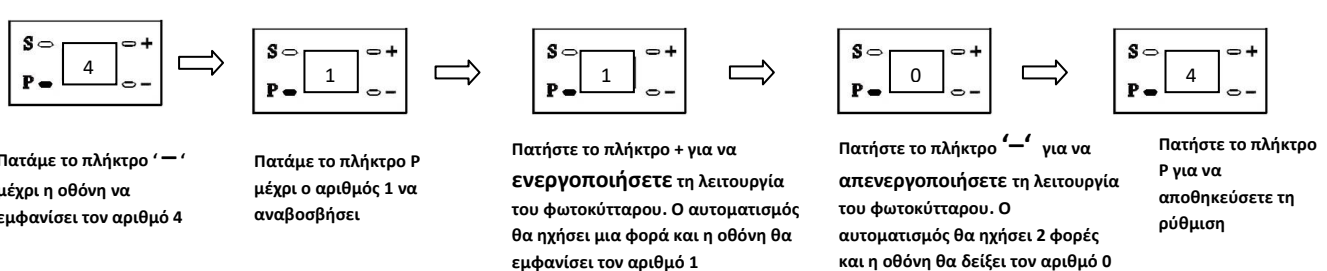 S + 4 P –
S + 1 P –
S + 1 P –
S + 0 P –
S + 4 P –
Πατάμε το πλήκτρο ‘ – ‘
μέχρι η οθόνη να
εμφανίσει τον αριθμό 4
Πατάμε το πλήκτρο P
μέχρι ο αριθμός 1 να
αναβοσβήσει
Πατήστε το πλήκτρο + για να
ενεργοποιήσετε τη λειτουργία
του φωτοκύτταρου. Ο αυτοματισμός
θα ηχήσει μια φορά και η οθόνη θα
εμφανίσει τον αριθμό 1
Πατήστε το πλήκτρο ‘–‘ για να
απενεργοποιήσετε τη λειτουργία
του φωτοκύτταρου. Ο
αυτοματισμός θα ηχήσει 2 φορές
και η οθόνη θα δείξει τον αριθμό 0
Πατήστε το πλήκτρο
P για να
αποθηκεύσετε τη
ρύθμιση